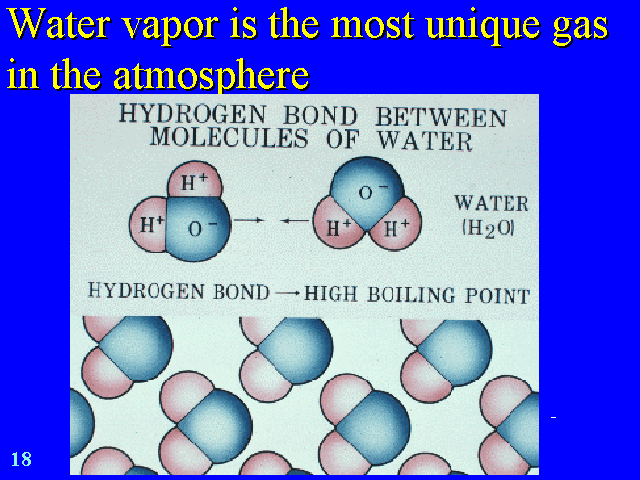 Water vapor is the most unique gas
in the atmosphere
HYDROGEN BOND BETWEEN
MOLECULES OF WATER
H+
H+ O−
O−
H+ H+
WATER
(H2O)
HYDROGEN BOND → HIGH BOILING POINT
18